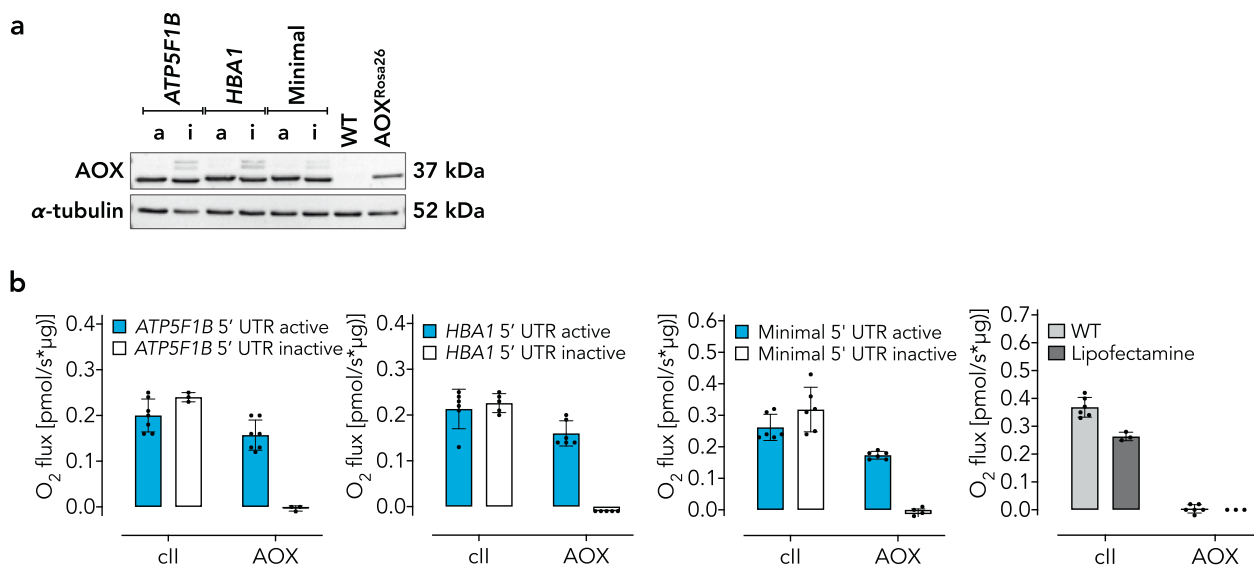 a
ATP5F1B
HBA1
Minimal
WT
AOXRosa26
a i a i a i
AOX 37 kDa
α-tubulin 52 kDa
b
O2 flux [pmol/s*µg)]
0.4
0.3
0.2
0.1
0.0
ATP5F1B 5′ UTR active
ATP5F1B 5′ UTR inactive
cII AOX
O2 flux [pmol/s*µg)]
0.4
0.3
0.2
0.1
0.0
HBA1 5′ UTR active
HBA1 5′ UTR inactive
cII AOX
O2 flux [pmol/s*µg)]
0.6
0.5
0.4
0.3
0.2
0.1
0.0
Minimal 5' UTR active
Minimal 5' UTR inactive
cII AOX
O2 flux [pmol/s*µg)]
0.7
0.6
0.5
0.4
0.3
0.2
0.1
0.0
WT
Lipofectamine
cII AOX